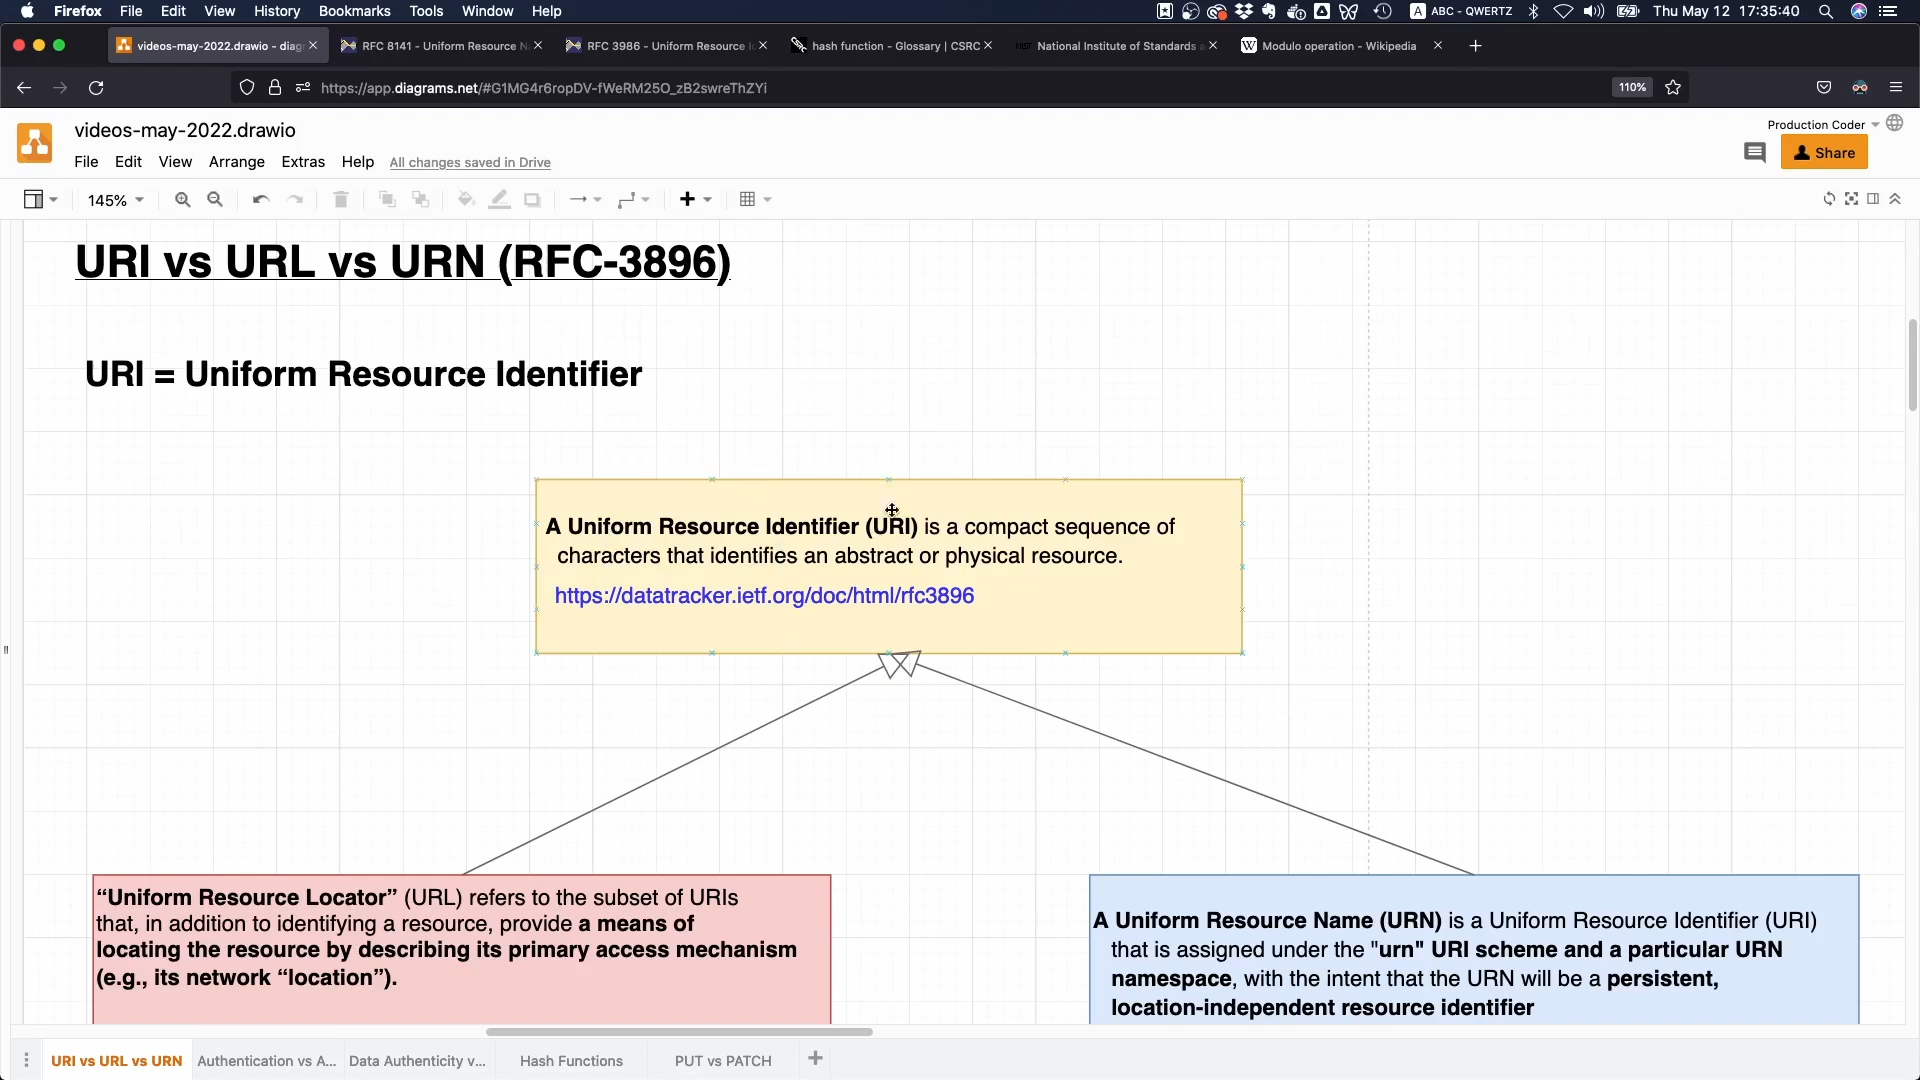 Firefox File Edit View History Bookmarks Tools Window Help
ABC - QWERTZ Thu May 12 17:35:40
videos-may-2022.drawio - diag
RFC 8141 - Uniform Resource N
RFC 3986 - Uniform Resource Ic
hash function - Glossary | CSRC
National Institute of Standards a
Modulo operation - Wikipedia
https://app.diagrams.net/#G1MG4r6ropDV-fWeRM25O_zB2swreThZYi
110%
videos-may-2022.drawio
Production Coder
File Edit View Arrange Extras Help All changes saved in Drive
Share
145%
URI vs URL vs URN (RFC-3896)
URI = Uniform Resource Identifier
A Uniform Resource Identifier (URI) is a compact sequence of
characters that identifies an abstract or physical resource.
https://datatracker.ietf.org/doc/html/rfc3896
“Uniform Resource Locator” (URL) refers to the subset of URIs
that, in addition to identifying a resource, provide a means of
locating the resource by describing its primary access mechanism
(e.g., its network “location”).
A Uniform Resource Name (URN) is a Uniform Resource Identifier (URI)
that is assigned under the "urn" URI scheme and a particular URN
namespace, with the intent that the URN will be a persistent,
location-independent resource identifier
URI vs URL vs URN
Authentication vs A...
Data Authenticity v...
Hash Functions
PUT vs PATCH